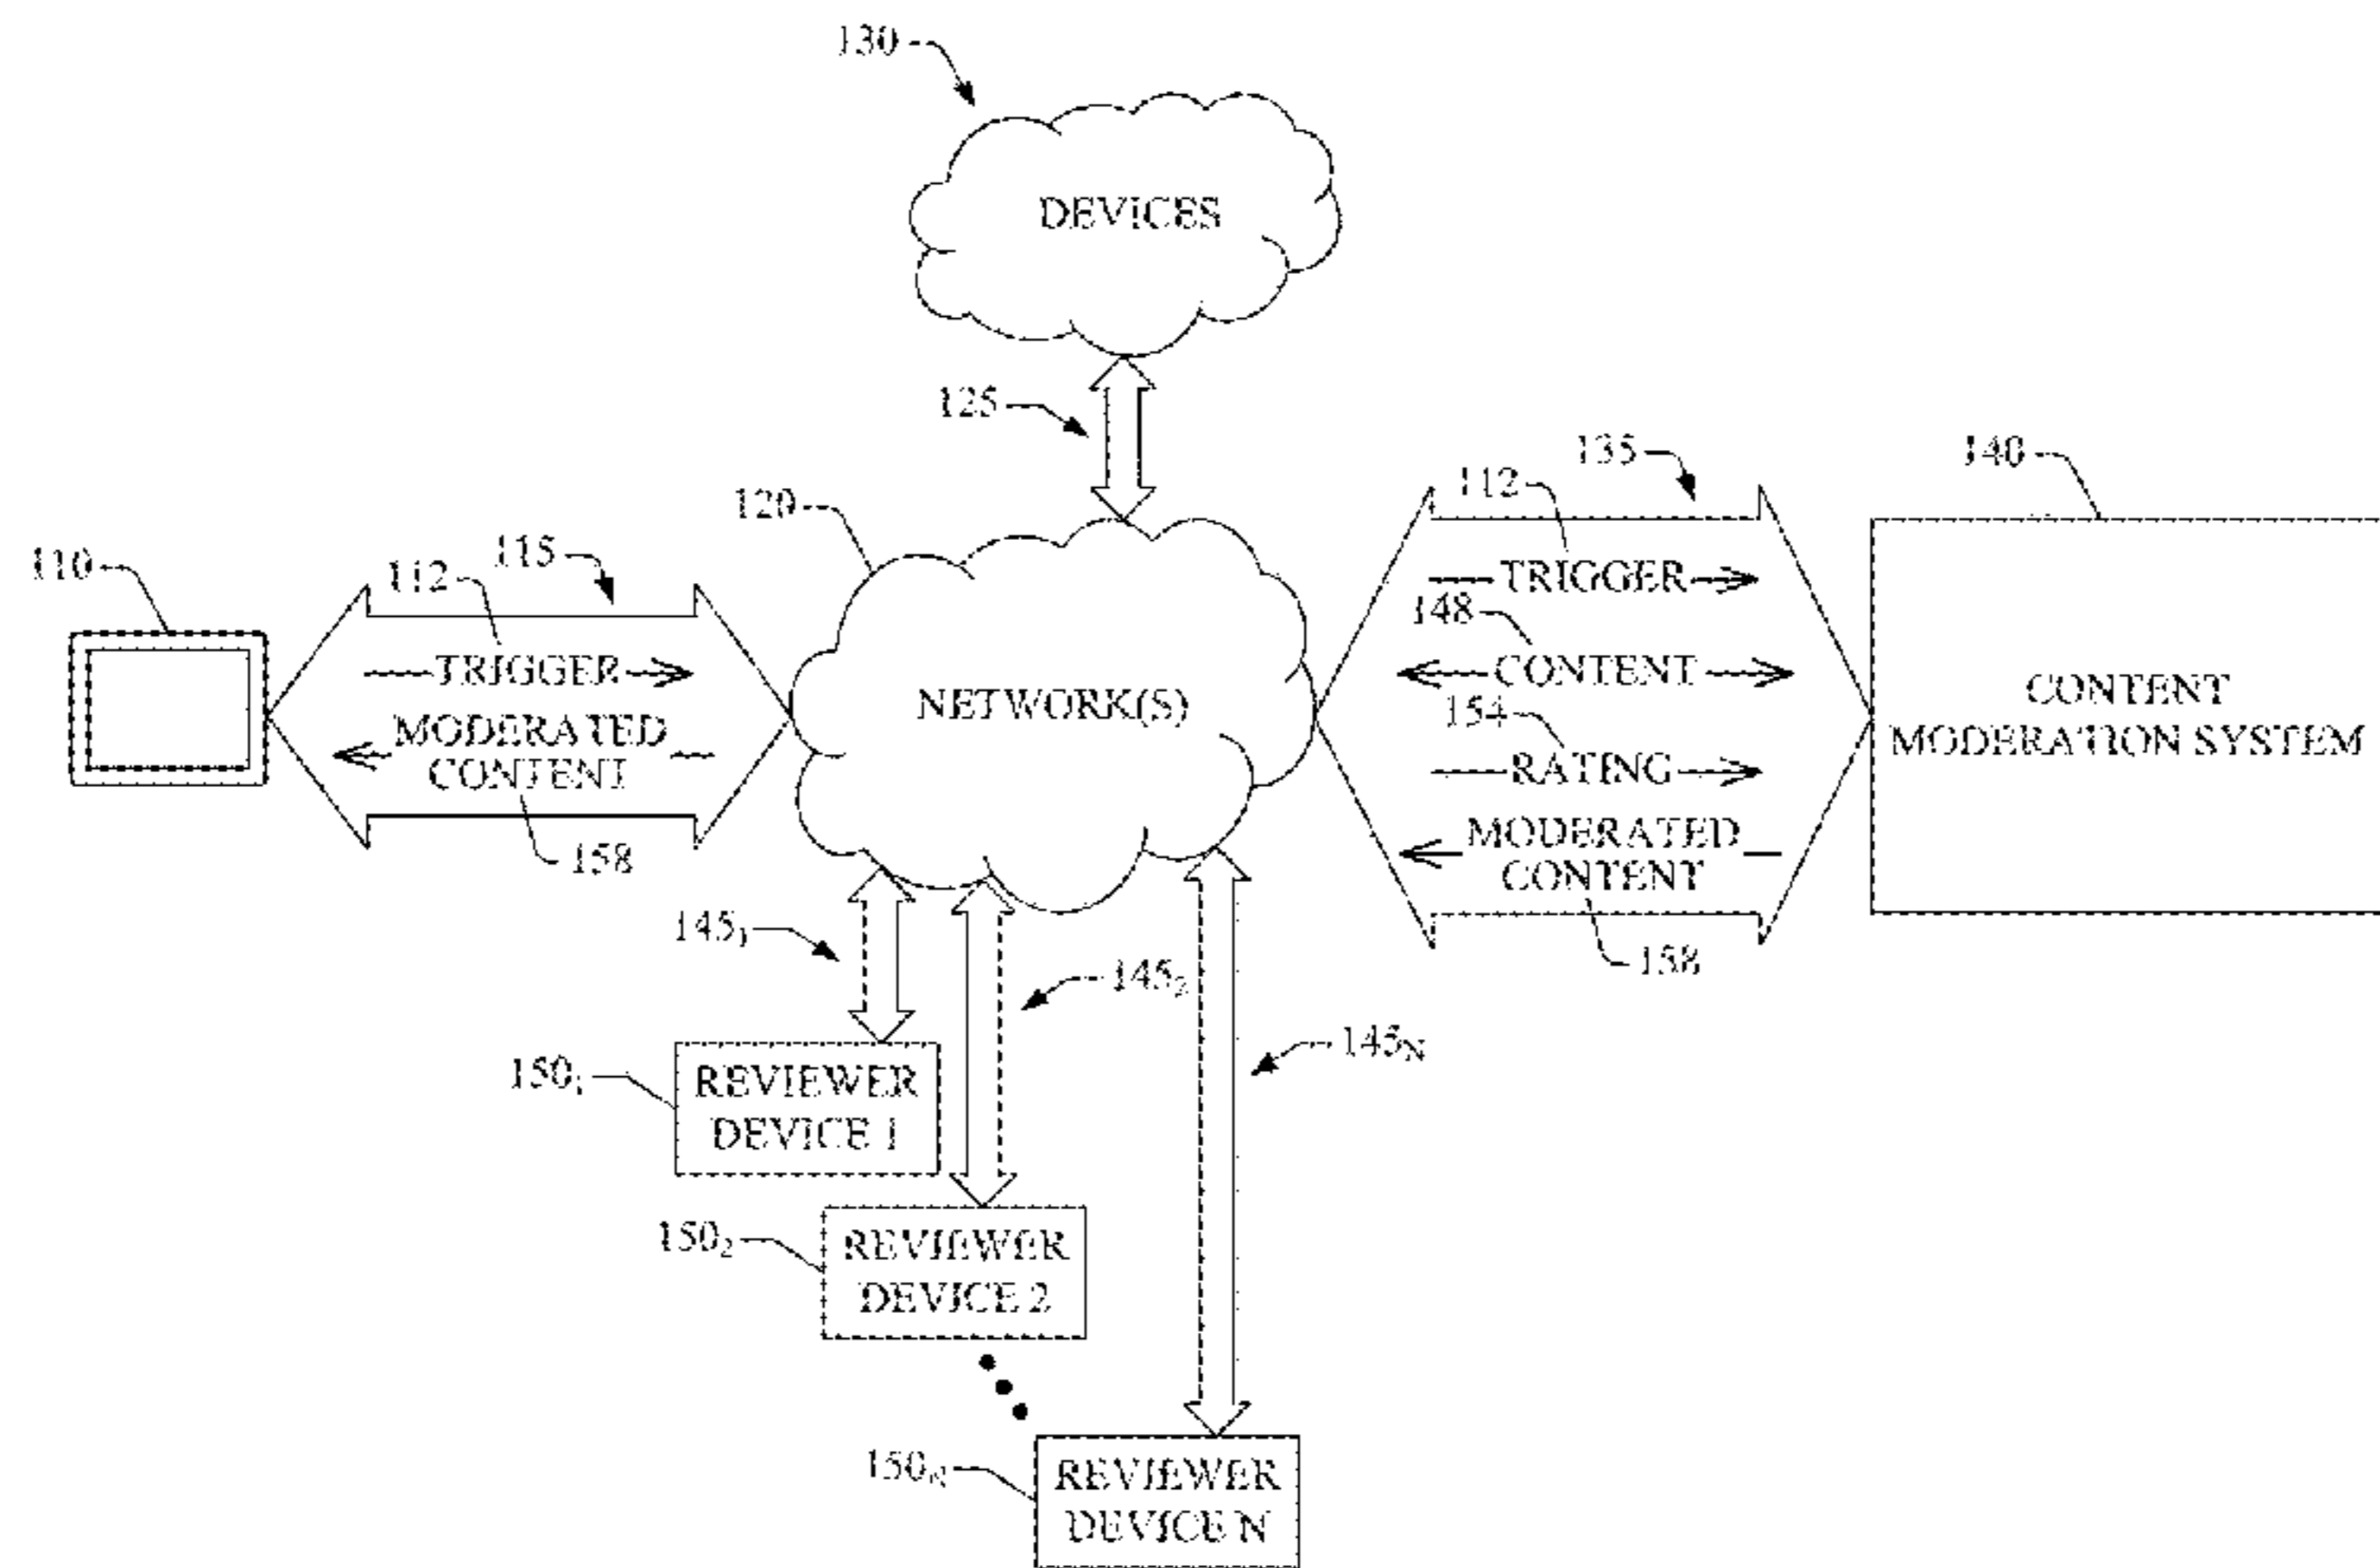 130
DEVICES
125
135
140
112
120
TRIGGER
115
110
112
148
CONTENT
TRIGGER
NETWORK(S)
154
CONTENT
MODERATION SYSTEM
MODERATED
CONTENT
RATING
158
MODERATED
CONTENT
158
145₁
145₂
145N
150₁
REVIEWER
DEVICE 1
150₂
REVIEWER
DEVICE 2
150N
REVIEWER
DEVICE N